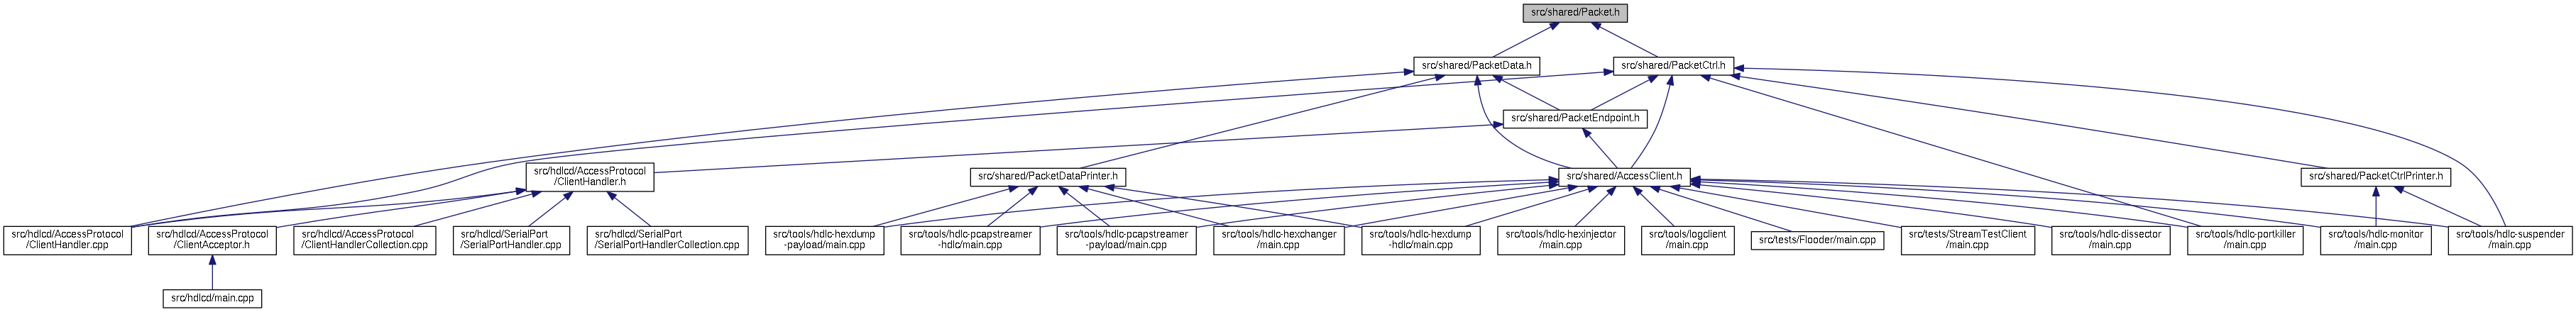 src/shared/Packet.h
src/shared/PacketData.h
src/shared/PacketCtrl.h
src/shared/PacketEndpoint.h
src/hdlcd/AccessProtocol
/ClientHandler.h
src/shared/PacketDataPrinter.h
src/shared/AccessClient.h
src/shared/PacketCtrlPrinter.h
src/hdlcd/AccessProtocol
/ClientHandler.cpp
src/hdlcd/AccessProtocol
/ClientAcceptor.h
src/hdlcd/AccessProtocol
/ClientHandlerCollection.cpp
src/hdlcd/SerialPort
/SerialPortHandler.cpp
src/hdlcd/SerialPort
/SerialPortHandlerCollection.cpp
src/tools/hdlc-hexdump
-payload/main.cpp
src/tools/hdlc-pcapstreamer
-hdlc/main.cpp
src/tools/hdlc-pcapstreamer
-payload/main.cpp
src/tools/hdlc-hexchanger
/main.cpp
src/tools/hdlc-hexdump
-hdlc/main.cpp
src/tools/hdlc-hexinjector
/main.cpp
src/tools/logclient
/main.cpp
src/tests/Flooder/main.cpp
src/tests/StreamTestClient
/main.cpp
src/tools/hdlc-dissector
/main.cpp
src/tools/hdlc-portkiller
/main.cpp
src/tools/hdlc-monitor
/main.cpp
src/tools/hdlc-suspender
/main.cpp
src/hdlcd/main.cpp